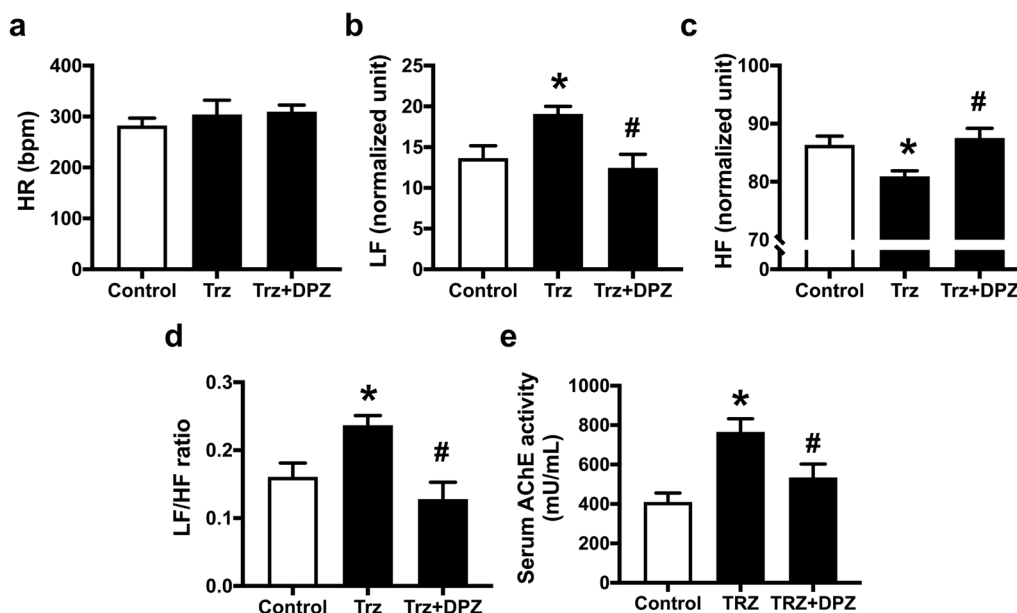 a
HR (bpm)
400
300
200
100
0
Control Trz Trz+DPZ
b
LF (normalized unit)
25
20
15
10
5
0
*
#
Control Trz Trz+DPZ
c
HF (normalized unit)
100
90
80
70
0
*
#
Control Trz Trz+DPZ
d
LF/HF ratio
0.3
0.2
0.1
0.0
*
#
Control Trz Trz+DPZ
e
Serum AChE activity
(mU/mL)
1000
800
600
400
200
0
*
#
Control TRZ TRZ+DPZ